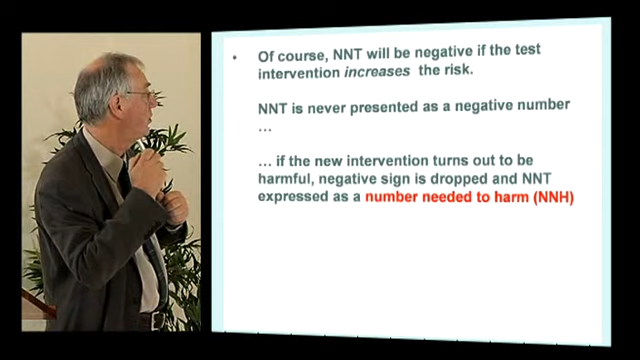 • Of course, NNT will be negative if the test
intervention increases the risk.
NNT is never presented as a negative number
…
… if the new intervention turns out to be
harmful, negative sign is dropped and NNT
expressed as a number needed to harm (NNH)